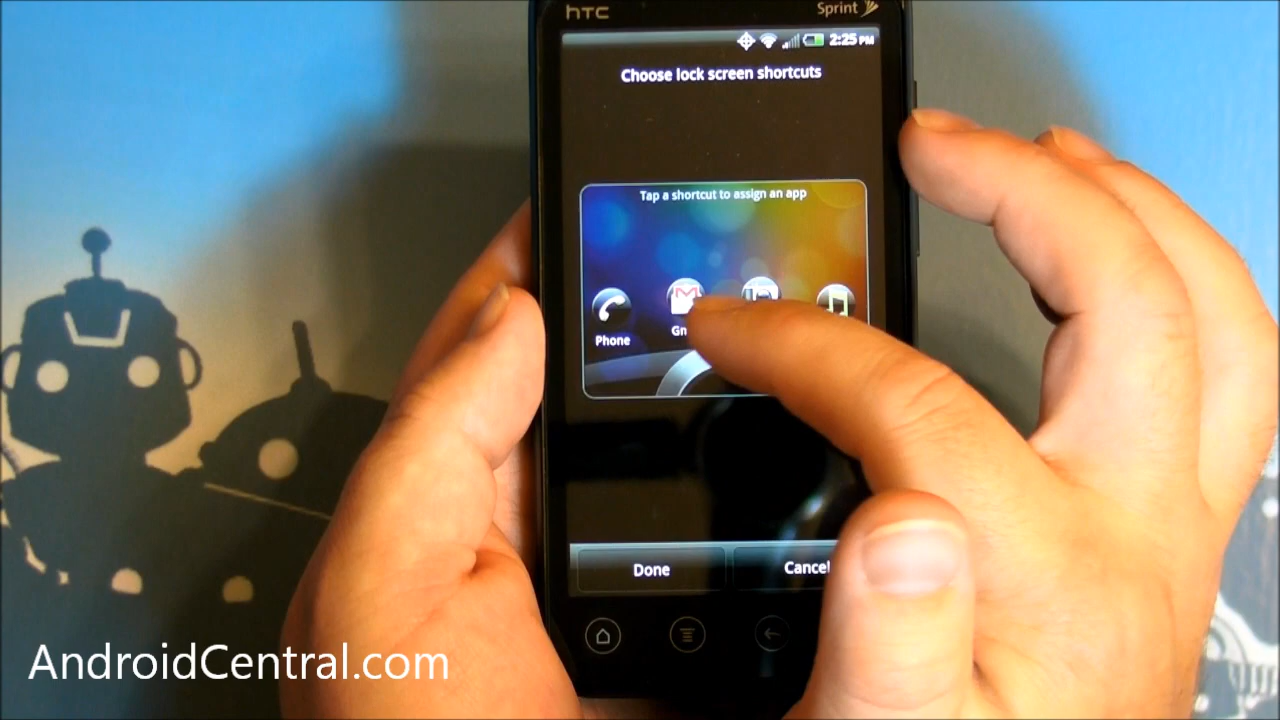 hTC
Sprint
2:25 PM
Choose lock screen shortcuts
Tap a shortcut to assign an app
Phone
Done
Cancel
AndroidCentral.com